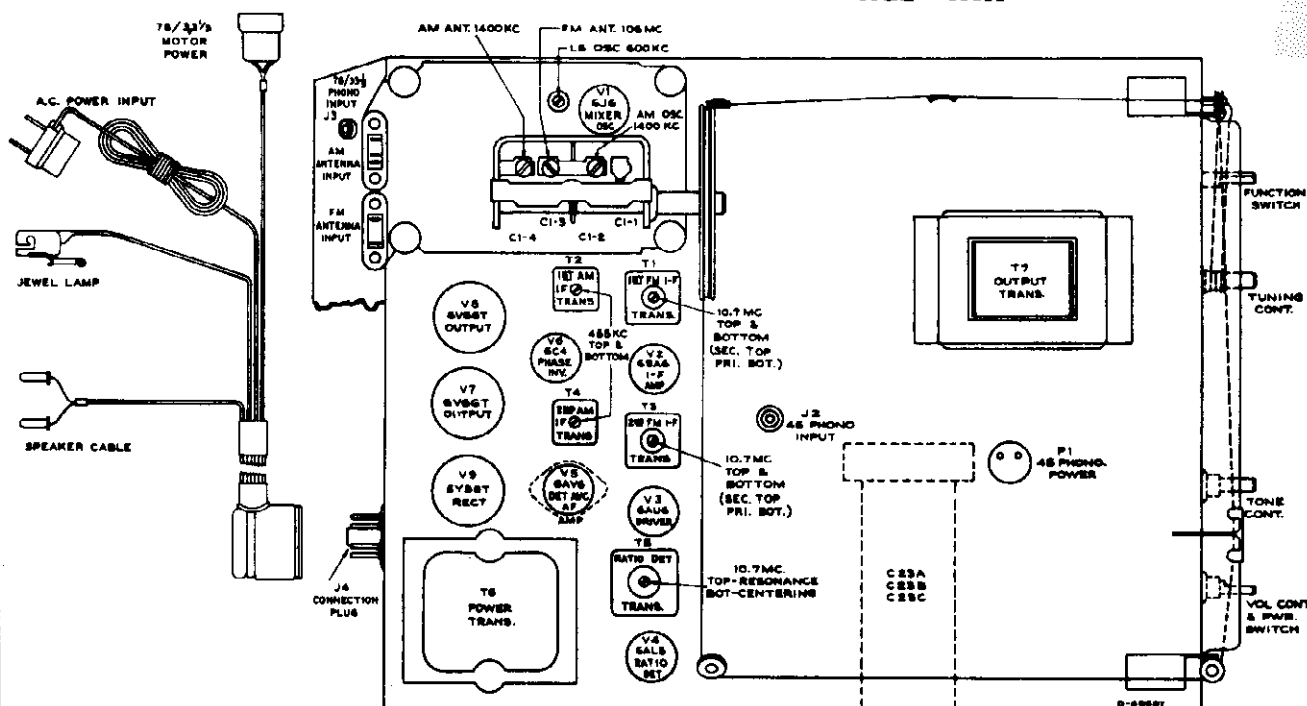 78/33⅓
MOTOR
POWER
A.C. POWER INPUT
JEWEL LAMP
SPEAKER CABLE
AM ANT. 1400KC
FM ANT. 106MC
LS OSC 600KC
78/33⅓
PHONO
INPUT
J3
AM
ANTENNA
INPUT
FM
ANTENNA
INPUT
V1
6J6
MIXER
OSC
AM OSC
1400 KC
C1-3
C1-1
C1-4
C1-2
T2
1ST AM
IF
TRANS
T1
1ST FM I-F
TRANS.
V8
6V6GT
OUTPUT
V6
6C4
PHASE
INV.
455KC
TOP &
BOTTOM
10.7 MC
TOP &
BOTTOM
(SEC. TOP
PRI. BOT.)
V2
6BA6
I-F
AMP
V7
6V6GT
OUTPUT
T4
2ND AM
IF
TRANS
T3
2ND FM I-F
TRANS.
10.7MC
TOP &
BOTTOM
(SEC. TOP
PRI. BOT.)
V9
5Y3GT
RECT
V5
6AV6
DET AVC
AF
AMP
V3
6AU6
DRIVER
T5
RATIO DET
TRANS.
10.7MC.
TOP-RESONANCE
BOT-CENTERING
J4
CONNECTION
PLUG
T6
POWER
TRANS.
V4
6AL5
RATIO
DET
J2
45 PHONO
INPUT
P1
45 PHONO.
POWER
C23A
C23B
C23C
T7
OUTPUT
TRANS.
FUNCTION
SWITCH
TUNING
CONT.
TONE
CONT.
VOL CONT
& PWR.
SWITCH